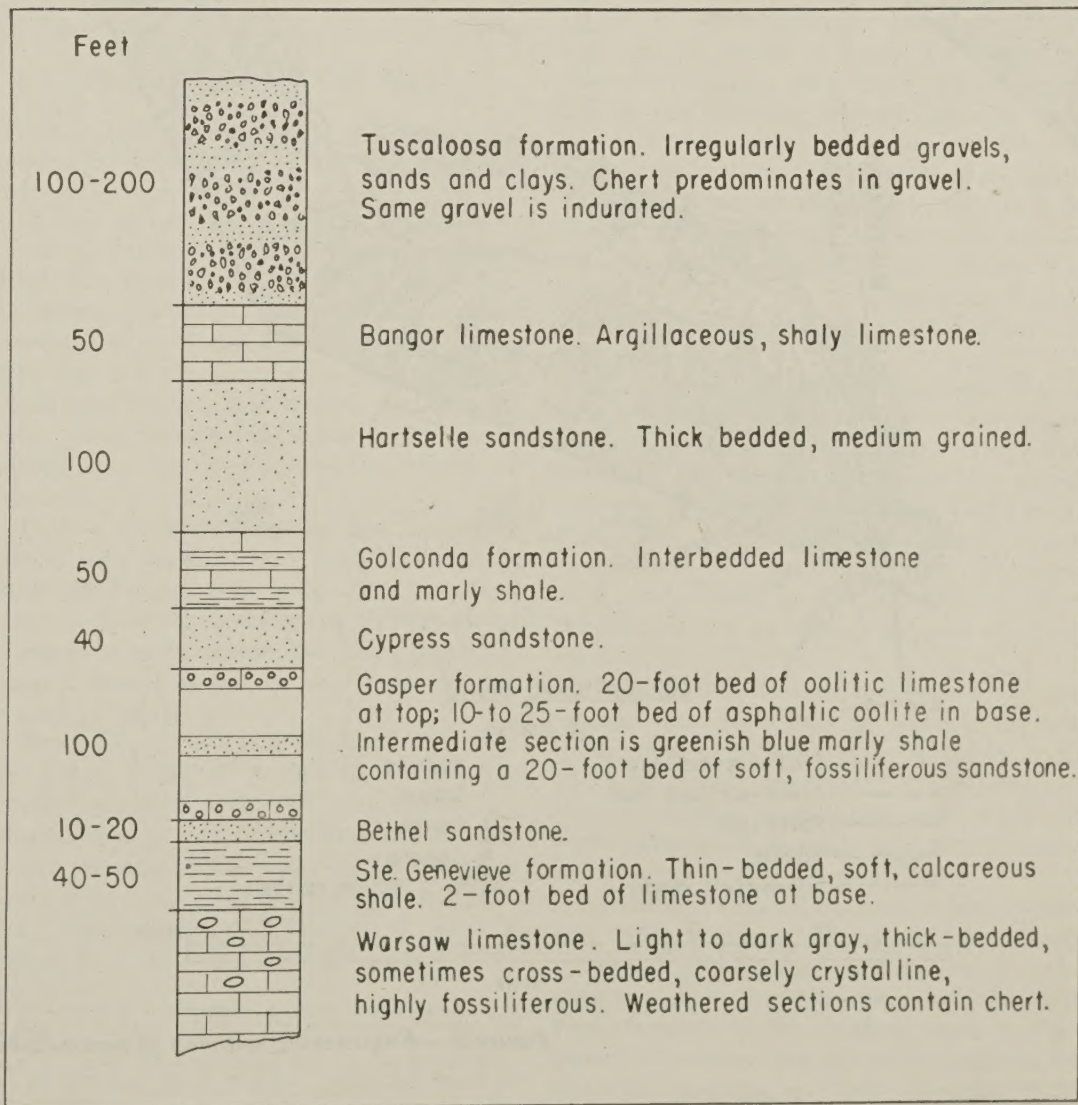 Feet
100-200
Tuscaloosa formation. Irregularly bedded gravels,
sands and clays. Chert predominates in gravel.
Some gravel is indurated.
50
Bangor limestone. Argillaceous, shaly limestone.
100
Hartselle sandstone. Thick bedded, medium grained.
50
Golconda formation. Interbedded limestone
and marly shale.
40
Cypress sandstone.
100
Gasper formation. 20-foot bed of oolitic limestone
at top; 10-to 25-foot bed of asphaltic oolite in base.
Intermediate section is greenish blue marly shale
containing a 20-foot bed of soft, fossiliferous sandstone.
10-20
Bethel sandstone.
40-50
Ste. Genevieve formation. Thin-bedded, soft, calcareous
shale. 2-foot bed of limestone at base.
Warsaw limestone. Light to dark gray, thick-bedded,
sometimes cross-bedded, coarsely crystalline,
highly fossiliferous. Weathered sections contain chert.